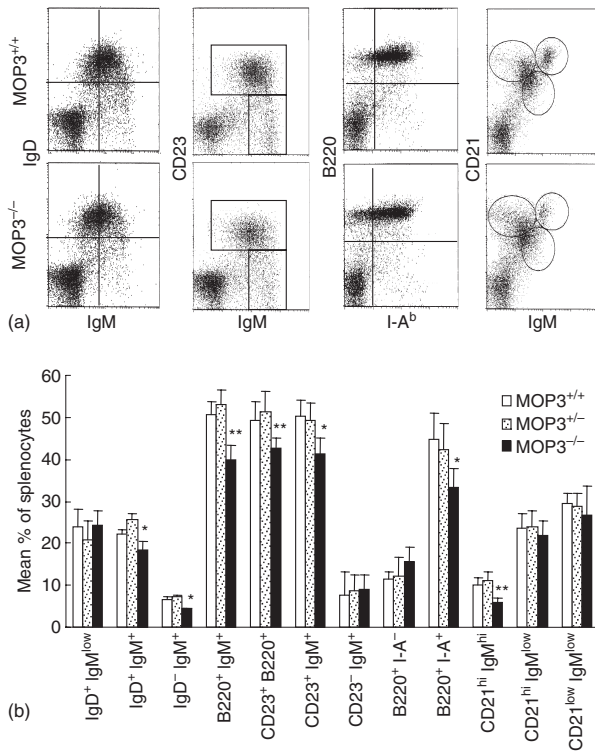 MOP3+/+
IgD
CD23
B220
CD21
MOP3−/−
(a)
IgM
IgM
I-Ab
IgM
60
50
40
30
20
10
0
Mean % of splenocytes
MOP3+/+
MOP3+/−
MOP3−/−
*
*
**
**
*
*
**
IgD+ IgMlow
IgD+ IgM+
IgD− IgM+
B220+ IgM+
CD23+ B220+
CD23+ IgM+
CD23− IgM+
B220+ I-A−
B220+ I-A+
CD21hi IgMhi
CD21hi IgMlow
CD21low IgMlow
(b)